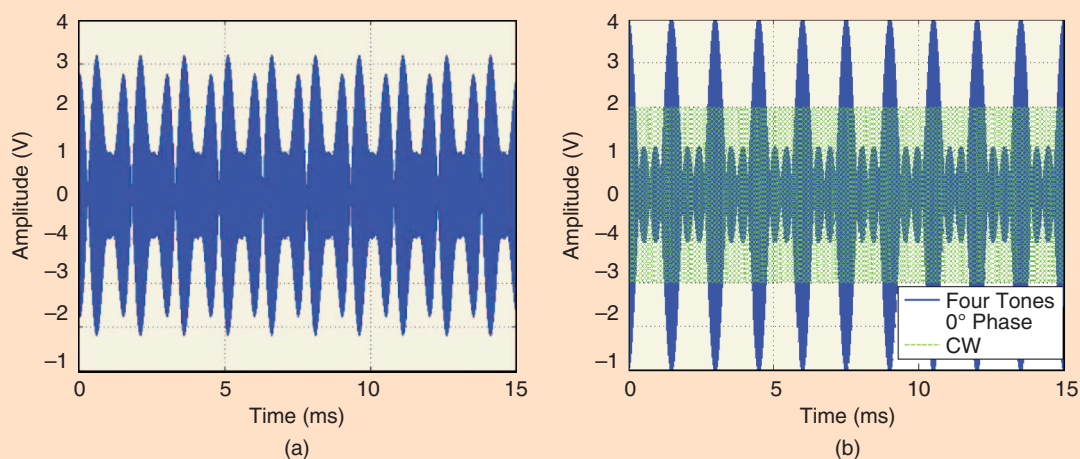 4
3
2
1
0
–4
–3
–2
–1
Amplitude (V)
0 5 10 15
Time (ms)
(a)
4
3
2
1
0
–4
–3
–2
–1
Amplitude (V)
Four Tones
0° Phase
CW
0 5 10 15
Time (ms)
(b)